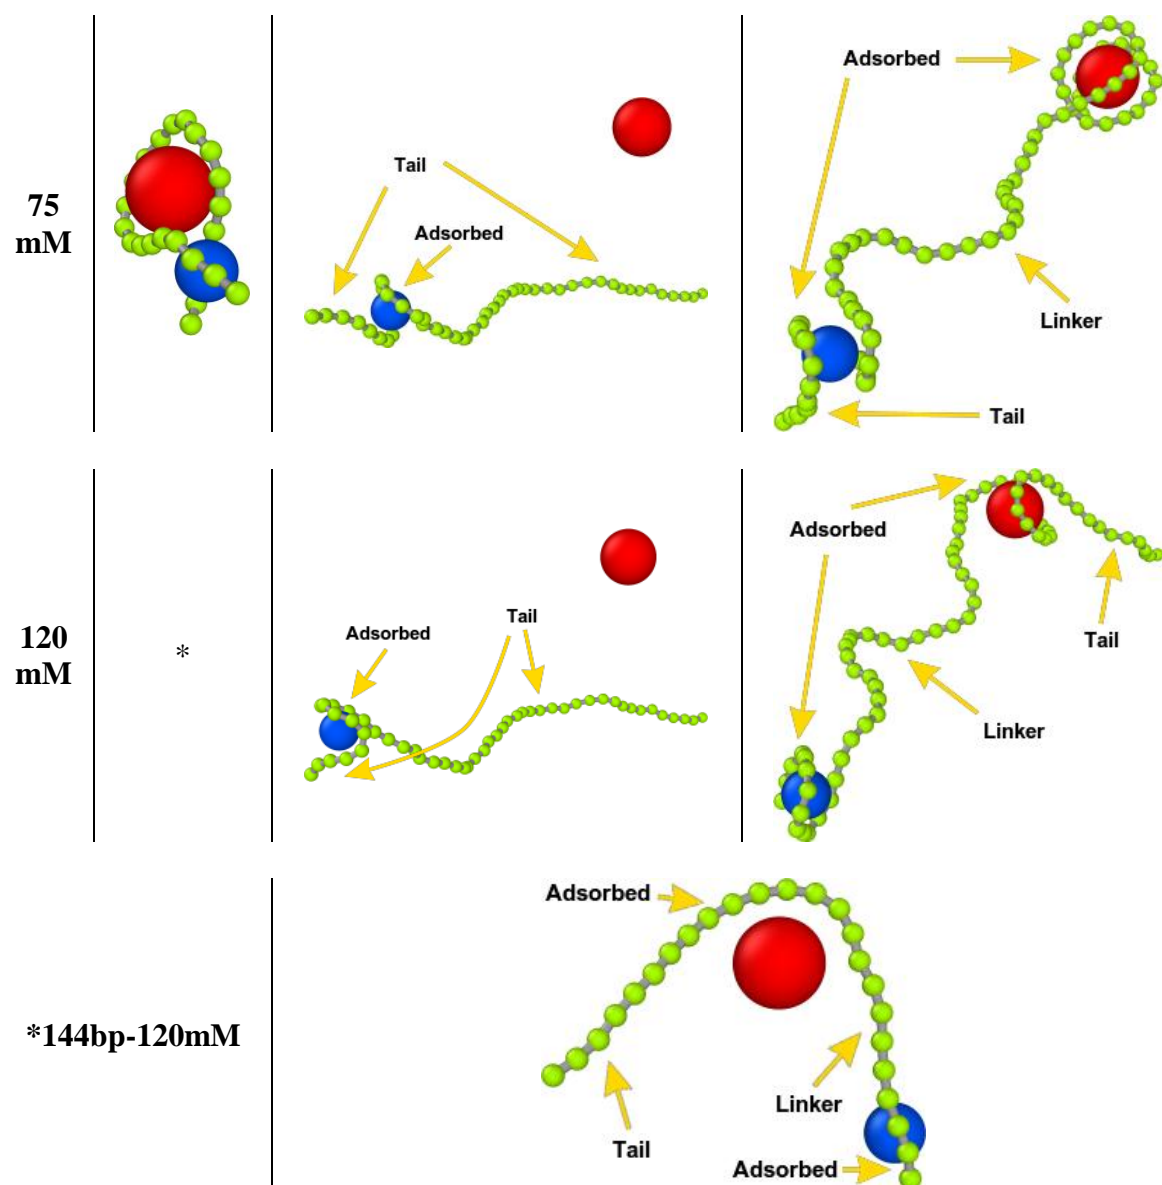 75
mM
Tail
Adsorbed
Adsorbed
Linker
Tail
120
mM
*
Adsorbed
Tail
Adsorbed
Tail
Linker
*144bp-120mM
Adsorbed
Linker
Tail
Adsorbed